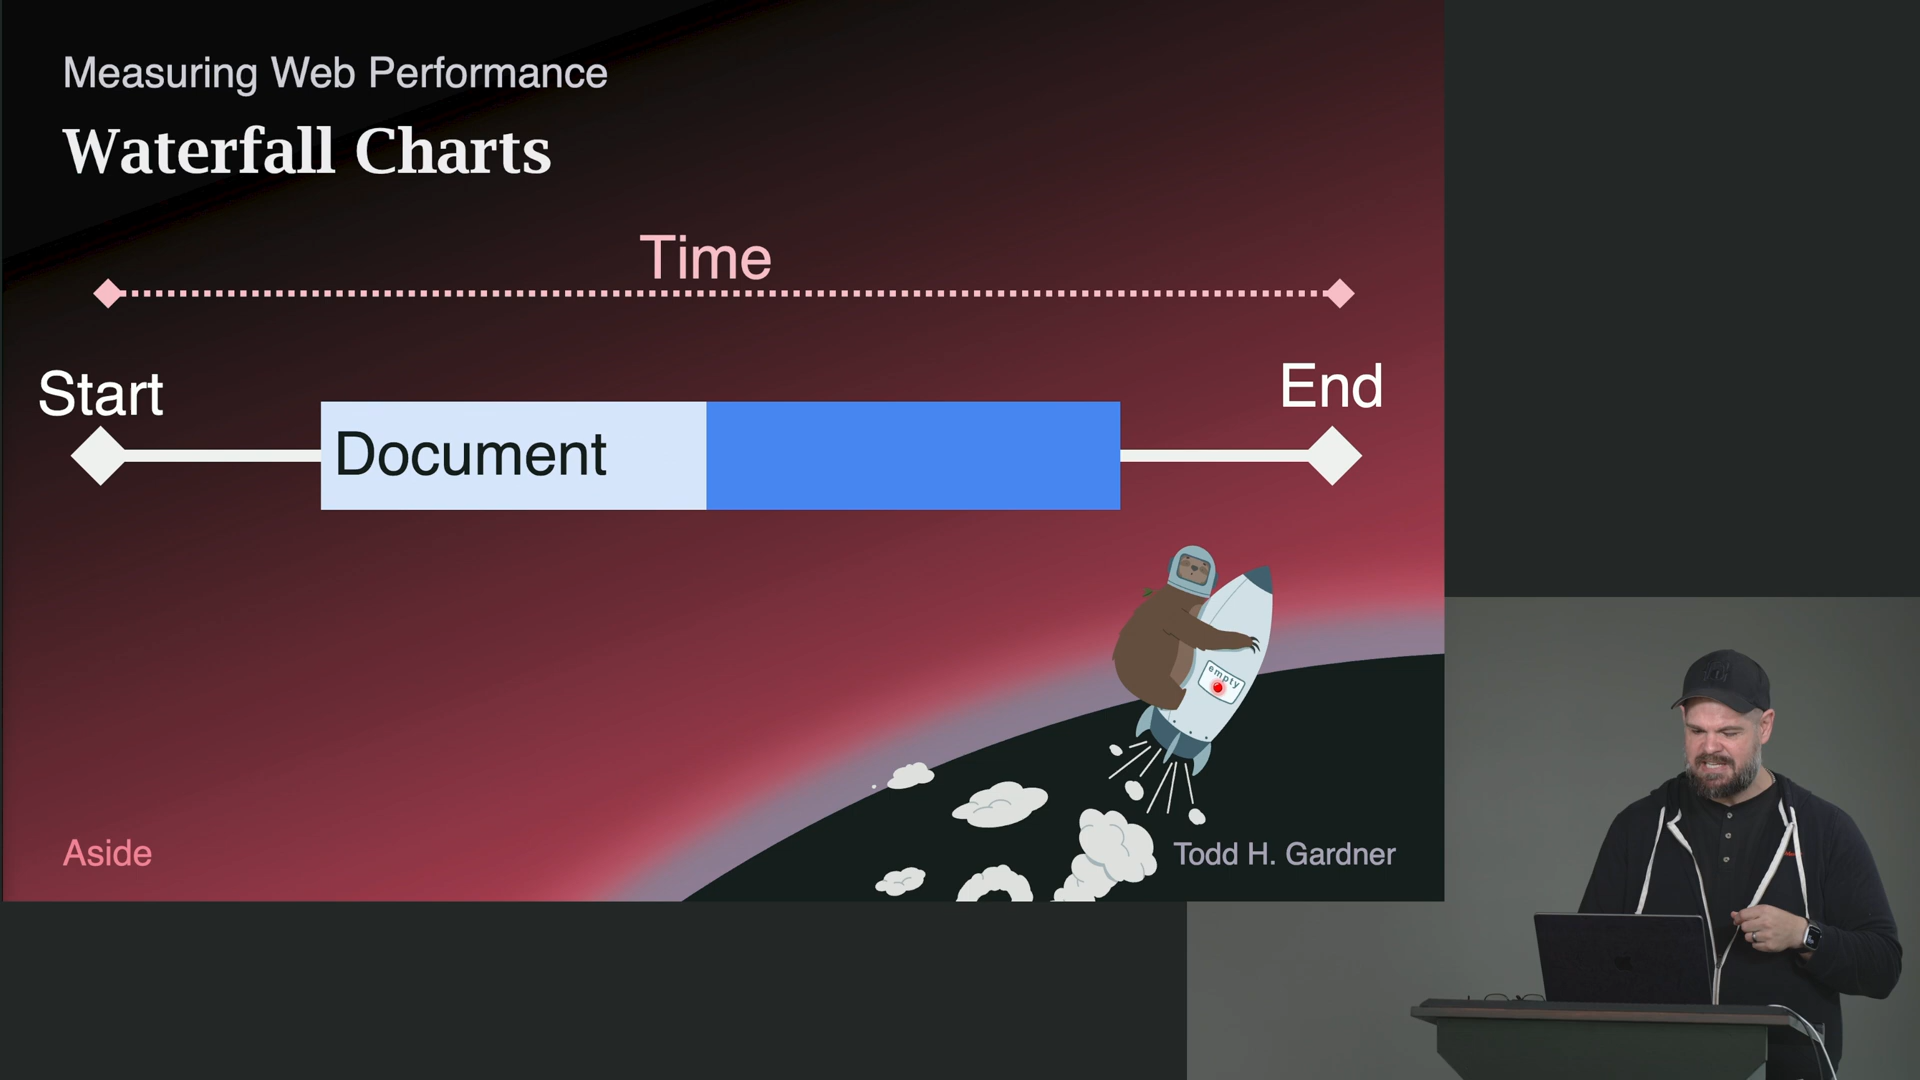 Measuring Web Performance
Waterfall Charts
Time
Start
End
Document
empty
Aside
Todd H. Gardner